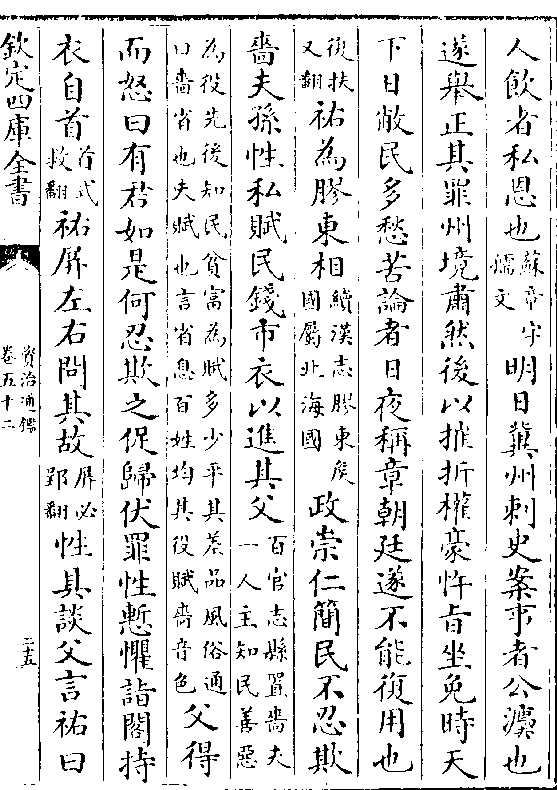 人飲者私恩也蘇章字孺文明日冀州刺史案事者公灋也
遂舉正其罪州境肅然後以摧折權豪忤旨坐免時天
下日敝民多愁苦論者日夜稱章朝廷遂不能復用也
復扶又翻祐為膠東相續漢志膠東矦國屬北海國政崇仁簡民不忍欺
嗇夫孫性私賦民錢市衣以進其父百官志縣置嗇夫一人主知民善惡
為役先後知民貧富為賦多少平其差品風俗通曰嗇省也夫賦也言省息百姓均其役賦嗇音色父得
而怒曰有君如是何忍欺之促歸伏罪性慙懼詣閤持
衣自首首式救翻祐屏左右問其故屏必郢翻性具談父言祐曰
欽定四庫全書
資治通鑑
卷五十二
二十五